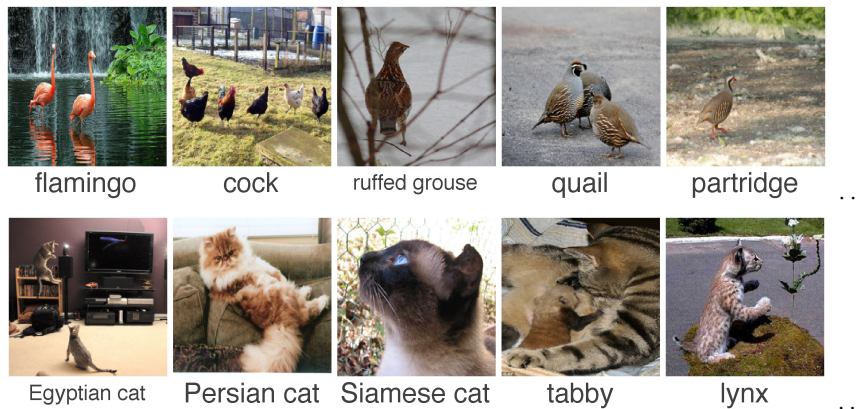 flamingo
cock
ruffed grouse
quail
partridge
. .
Egyptian cat
Persian cat
Siamese cat
tabby
lynx
. .